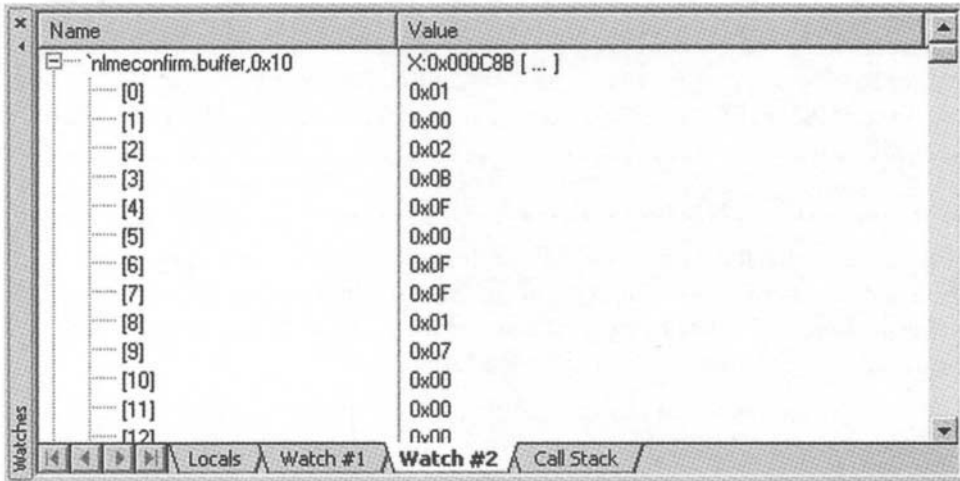 Name Value
`nlmeconfirm.buffer,0x10 X:0x000C8B [ ... ]
[0] 0x01
[1] 0x00
[2] 0x02
[3] 0x0B
[4] 0x0F
[5] 0x00
[6] 0x0F
[7] 0x0F
[8] 0x01
[9] 0x07
[10] 0x00
[11] 0x00
[12] 0x00
Watches
Locals Watch #1 Watch #2 Call Stack